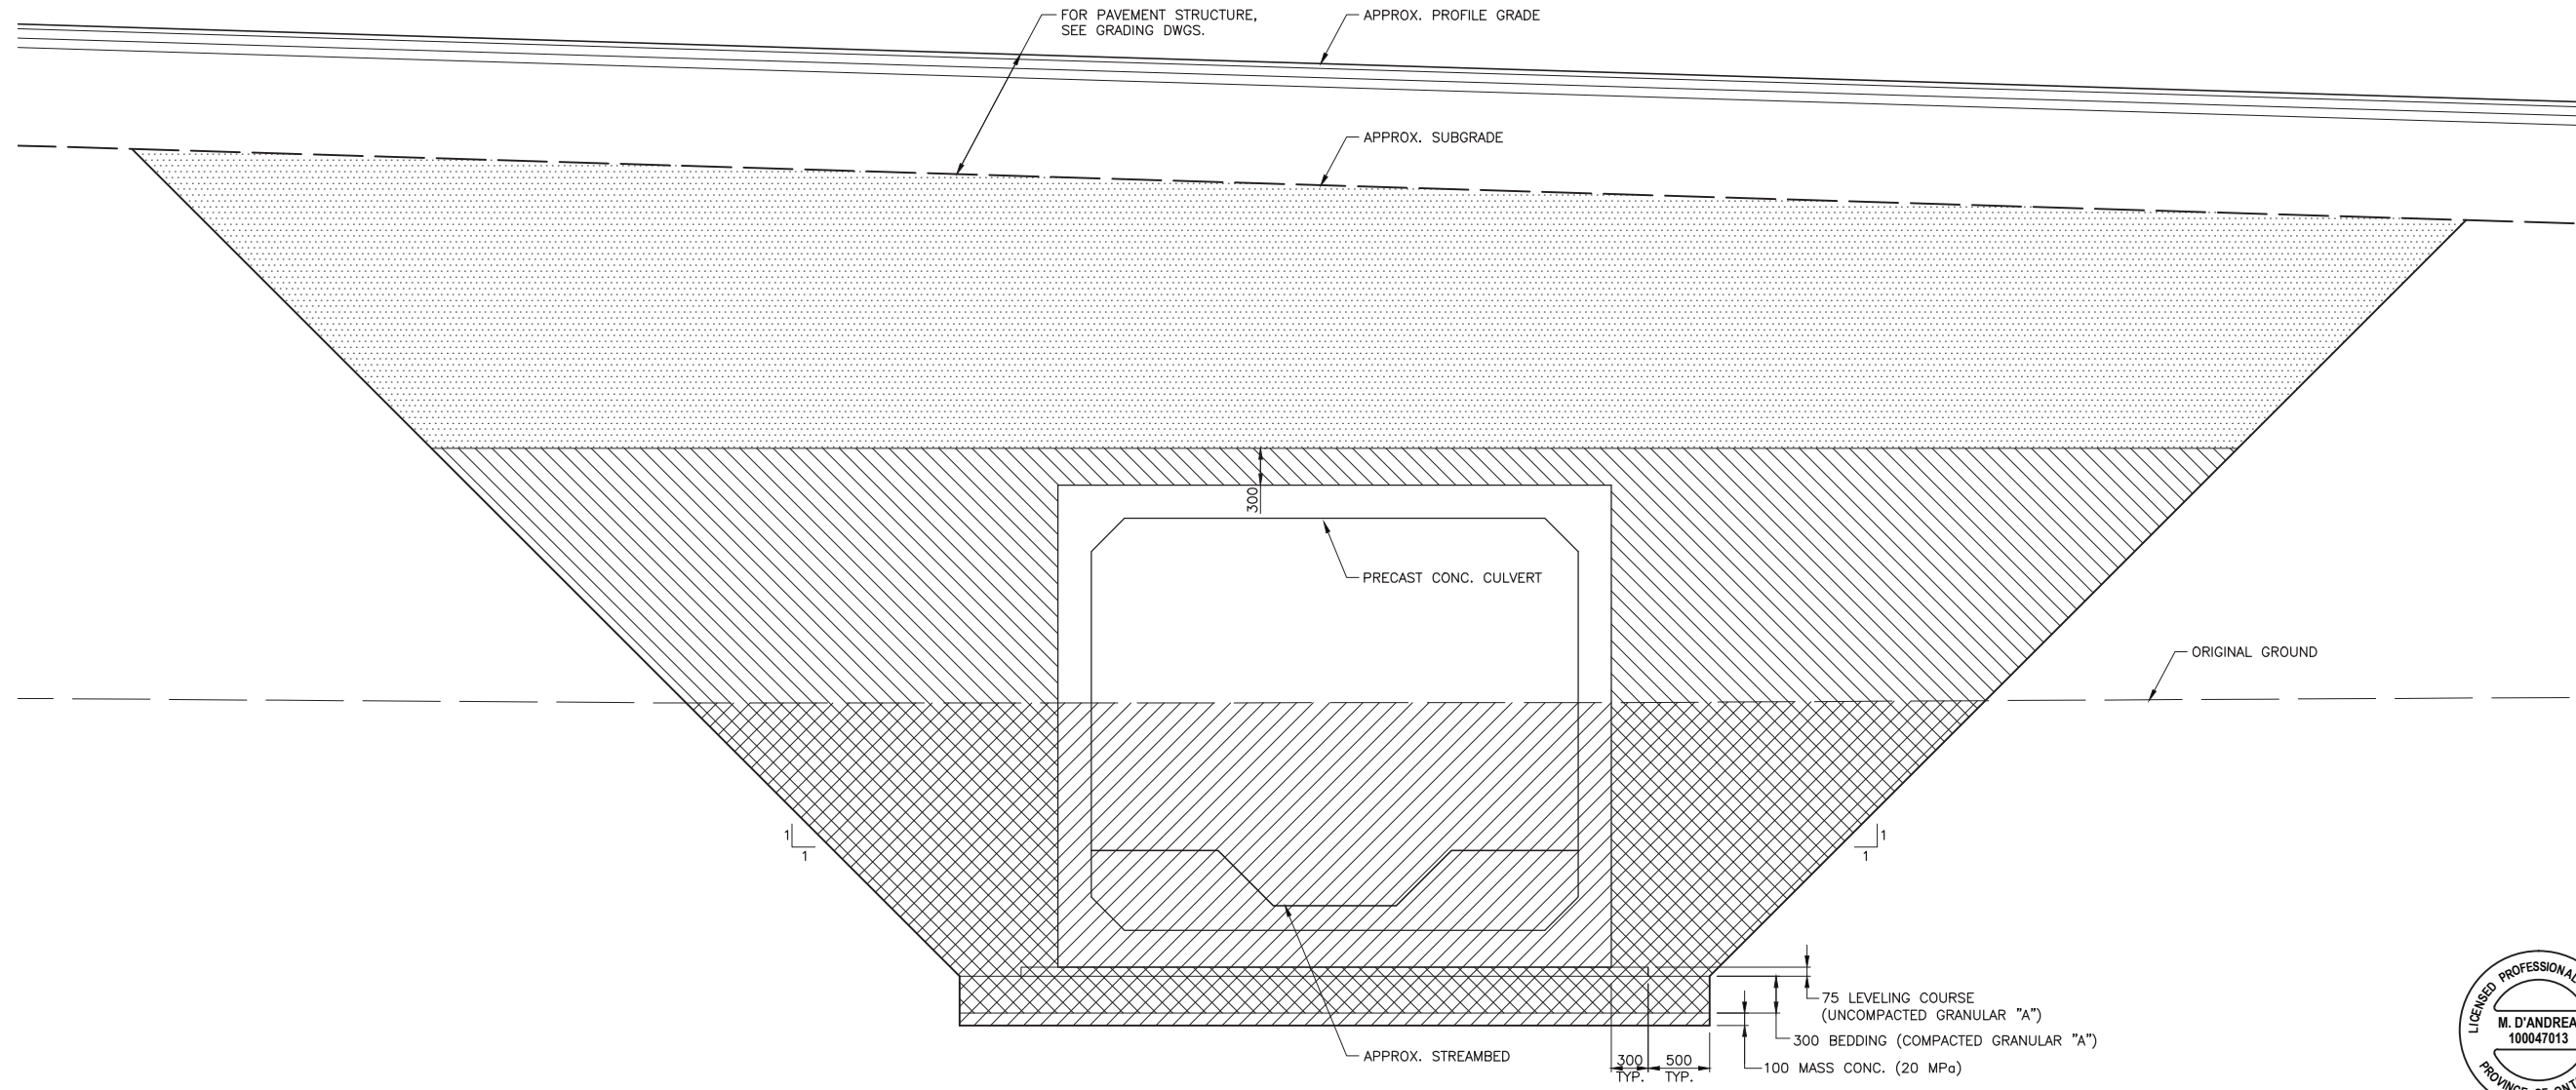 FOR PAVEMENT STRUCTURE,
SEE GRADING DWGS.
APPROX. PROFILE GRADE
APPROX. SUBGRADE
300
PRECAST CONC. CULVERT
ORIGINAL GROUND
1
1
1
1
75 LEVELING COURSE
(UNCOMPACTED GRANULAR "A")
300 BEDDING (COMPACTED GRANULAR "A")
100 MASS CONC. (20 MPa)
APPROX. STREAMBED
300
TYP.
500
TYP.
LICENSED PROFESSIONAL
M. D'ANDREA
100047013
PROVINCE OF